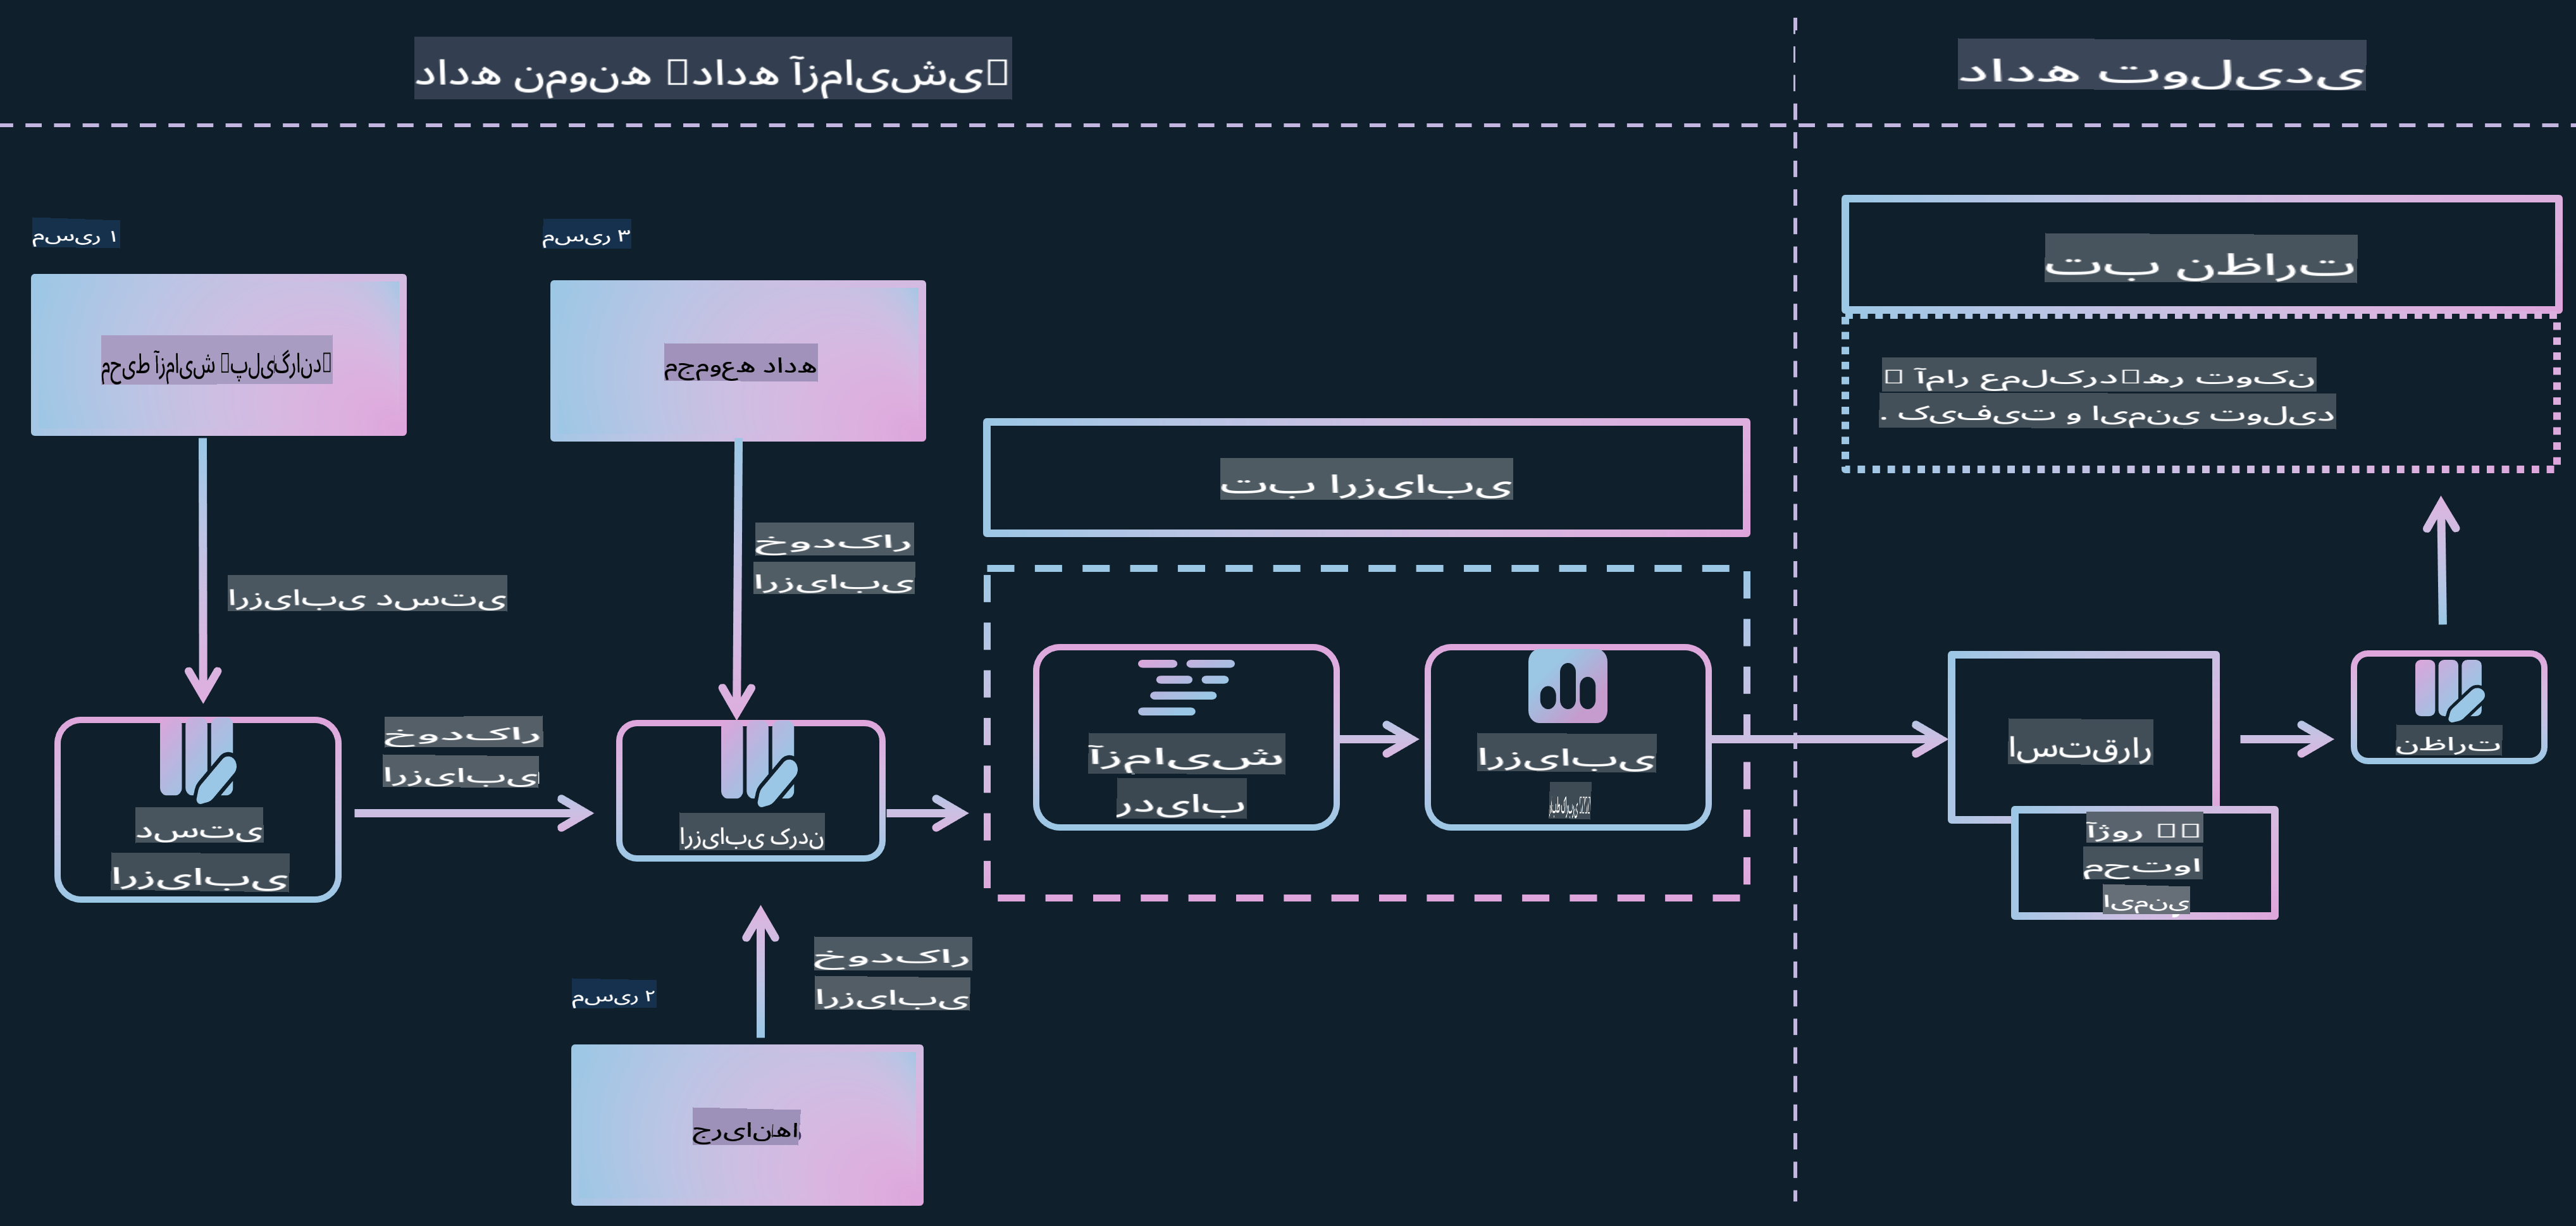 داده نمونه □داده آزمایشی□
داده تولیدی
مسیر ۱
مسیر ۳
محیط آزمایش □پلی‌گراند□
مجموعه داده
تب نظارت
□ آمار عملکرد□هر توکن
. کیفیت و ایمنی تولید
تب ارزیابی
خودکار
ارزیابی
ارزیابی دستی
دستی
ارزیابی
خودکار
ارزیابی
ارزیابی کردن
آزمایش
ردیاب
ارزیابی
استقرار
نظارت
آژور □□
محتوا
ایمنی
مسیر ۲
خودکار
ارزیابی
جریان‌ها